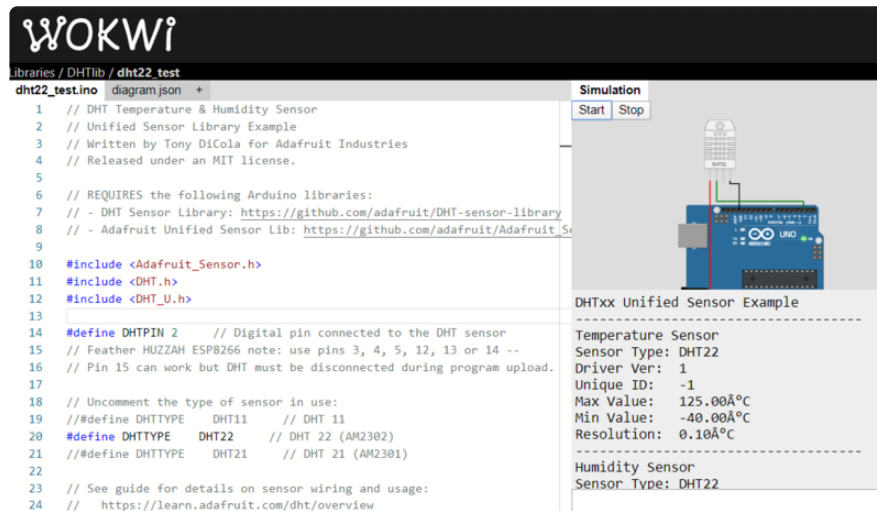 WOKWi
Libraries / DHTlib / dht22_test
dht22_test.ino diagram.json +
1 // DHT Temperature & Humidity Sensor
2 // Unified Sensor Library Example
3 // Written by Tony DiCola for Adafruit Industries
4 // Released under an MIT license.
5
6 // REQUIRES the following Arduino libraries:
7 // - DHT Sensor Library: https://github.com/adafruit/DHT-sensor-library
8 // - Adafruit Unified Sensor Lib: https://github.com/adafruit/Adafruit_S
9
10 #include <Adafruit_Sensor.h>
11 #include <DHT.h>
12 #include <DHT_U.h>
13
14 #define DHTPIN 2 // Digital pin connected to the DHT sensor
15 // Feather HUZZAH ESP8266 note: use pins 3, 4, 5, 12, 13 or 14 --
16 // Pin 15 can work but DHT must be disconnected during program upload.
17
18 // Uncomment the type of sensor in use:
19 //#define DHTTYPE DHT11 // DHT 11
20 #define DHTTYPE DHT22 // DHT 22 (AM2302)
21 //#define DHTTYPE DHT21 // DHT 21 (AM2301)
22
23 // See guide for details on sensor wiring and usage:
24 // https://learn.adafruit.com/dht/overview
Simulation
Start Stop
DHT22
UNO
ARDUINO
DHTxx Unified Sensor Example
------------------------------------
Temperature Sensor
Sensor Type: DHT22
Driver Ver: 1
Unique ID: -1
Max Value: 125.00Â°C
Min Value: -40.00Â°C
Resolution: 0.10Â°C
------------------------------------
Humidity Sensor
Sensor Type: DHT22